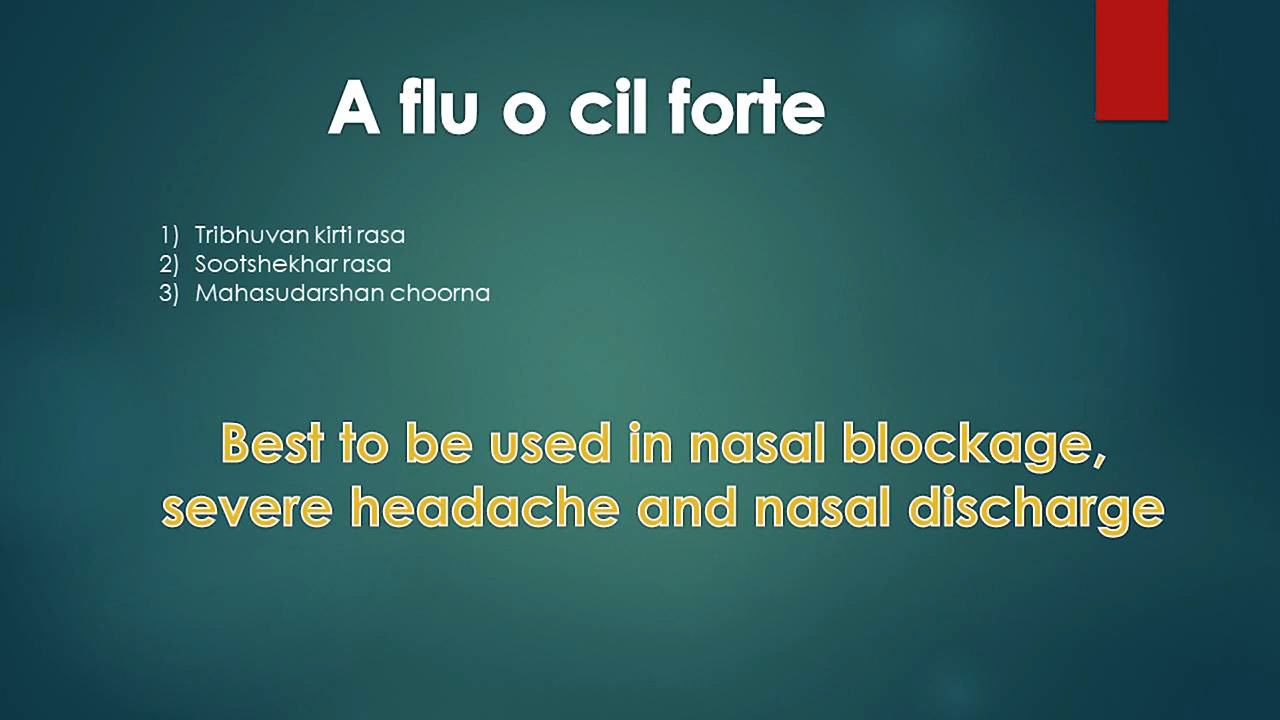 A flu o cil forte
1) Tribhuvan kirti rasa
2) Sootshekhar rasa
3) Mahasudarshan choorna
Best to be used in nasal blockage,
severe headache and nasal discharge